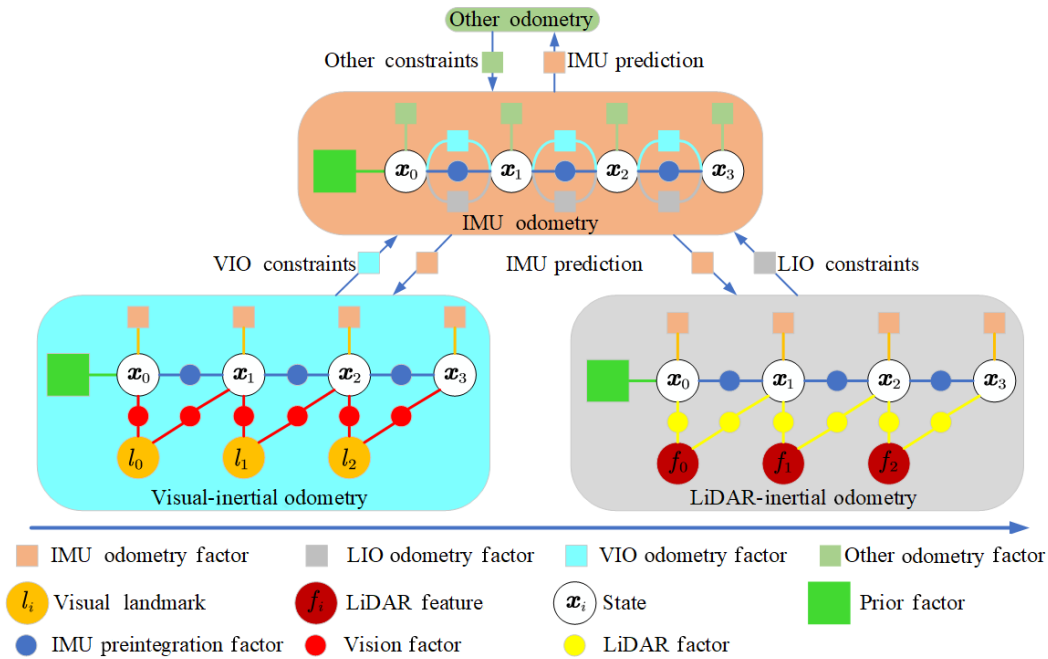 Other odometry
Other constraints IMU prediction
x0 x1 x2 x3
IMU odometry
VIO constraints IMU prediction LIO constraints
x0 x1 x2 x3 x0 x1 x2 x3
l0 l1 l2 f0 f1 f2
Visual-inertial odometry LiDAR-inertial odometry
IMU odometry factor LIO odometry factor VIO odometry factor Other odometry factor
li Visual landmark fi LiDAR feature xi State Prior factor
IMU preintegration factor Vision factor LiDAR factor